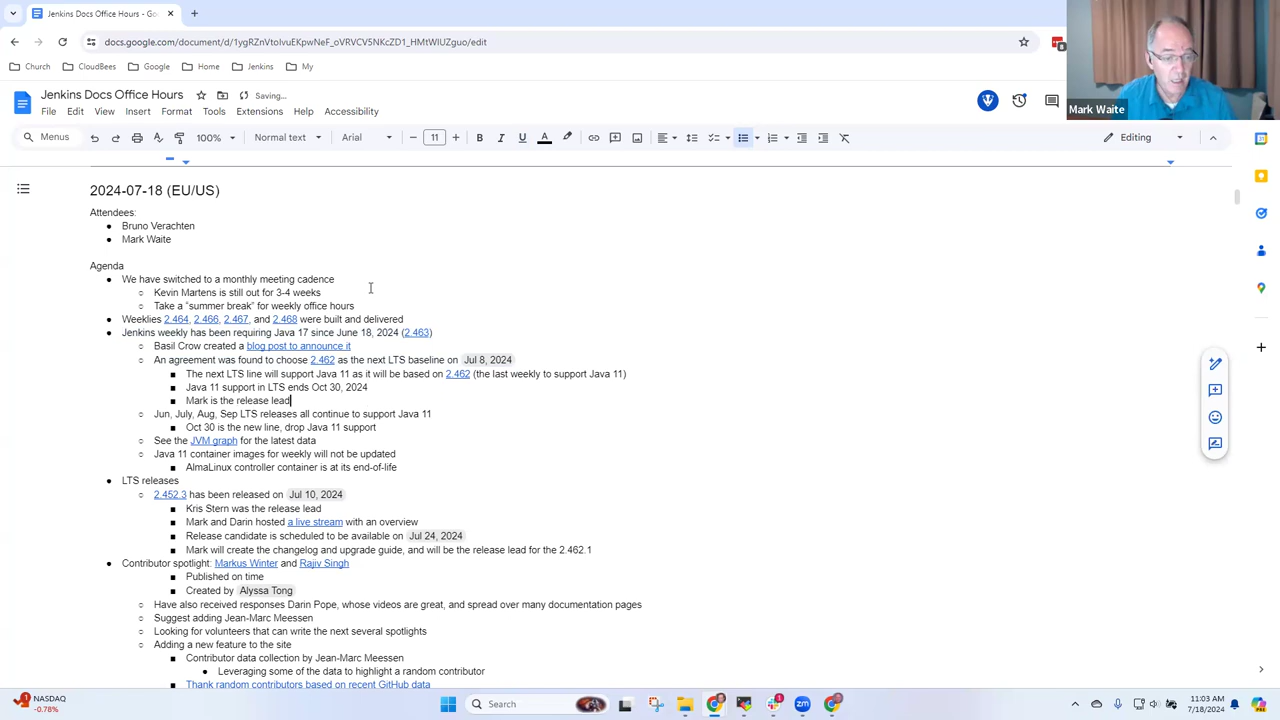 Jenkins Docs Office Hours - Go
docs.google.com/document/d/1ygRZnVtoIvuEKpwNeF_oVRVCV5NKcZD1_HMtWIUZguo/edit
Church
CloudBees
Google
Home
Jenkins
My
8
Mark Waite
Jenkins Docs Office Hours
Saving...
File Edit View Insert Format Tools Extensions Help Accessibility
Menus
100%
Normal text
Arial
11
Editing
2024-07-18 (EU/US)
Attendees:
● Bruno Verachten
● Mark Waite
Agenda
● We have switched to a monthly meeting cadence
○ Kevin Martens is still out for 3-4 weeks
○ Take a “summer break” for weekly office hours
● Weeklies 2.464, 2.466, 2.467, and 2.468 were built and delivered
● Jenkins weekly has been requiring Java 17 since June 18, 2024 (2.463)
○ Basil Crow created a blog post to announce it
○ An agreement was found to choose 2.462 as the next LTS baseline on Jul 8, 2024
■ The next LTS line will support Java 11 as it will be based on 2.462 (the last weekly to support Java 11)
■ Java 11 support in LTS ends Oct 30, 2024
■ Mark is the release lead
○ Jun, July, Aug, Sep LTS releases all continue to support Java 11
■ Oct 30 is the new line, drop Java 11 support
○ See the JVM graph for the latest data
○ Java 11 container images for weekly will not be updated
■ AlmaLinux controller container is at its end-of-life
● LTS releases
○ 2.452.3 has been released on Jul 10, 2024
■ Kris Stern was the release lead
■ Mark and Darin hosted a live stream with an overview
■ Release candidate is scheduled to be available on Jul 24, 2024
■ Mark will create the changelog and upgrade guide, and will be the release lead for the 2.462.1
● Contributor spotlight: Markus Winter and Rajiv Singh
■ Published on time
■ Created by Alyssa Tong
○ Have also received responses Darin Pope, whose videos are great, and spread over many documentation pages
○ Suggest adding Jean-Marc Meessen
○ Looking for volunteers that can write the next several spotlights
○ Adding a new feature to the site
■ Contributor data collection by Jean-Marc Meessen
● Leveraging some of the data to highlight a random contributor
■ Thank random contributors based on recent GitHub data
NASDAQ
-0.78%
Search
11:03 AM
7/18/2024